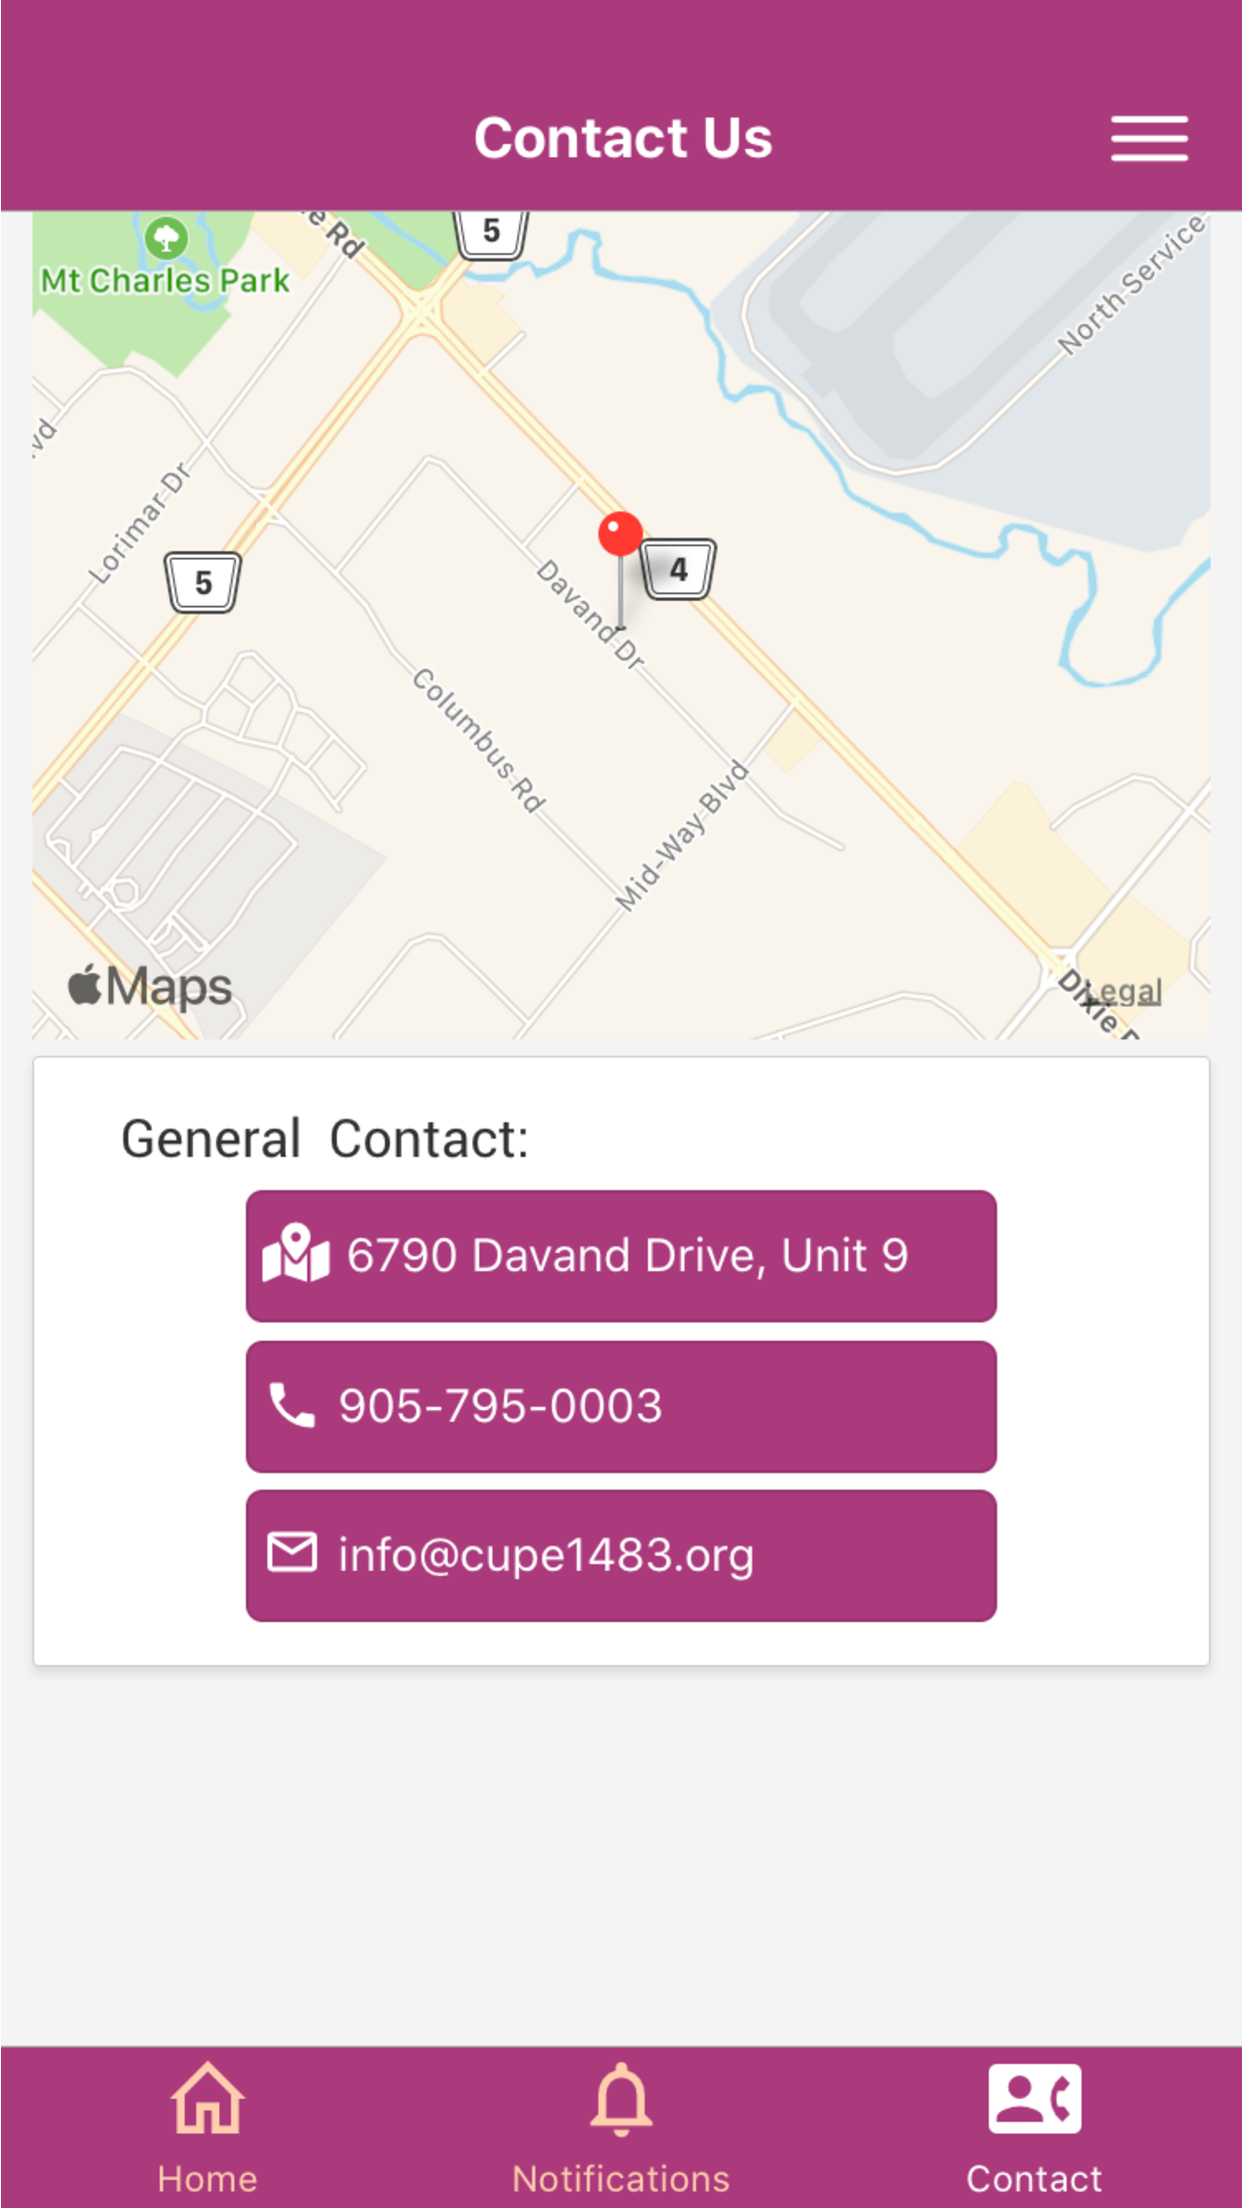 Contact Us
e Rd
5
Mt Charles Park
North Service
vd
Lorimar Dr
5
4
Davand Dr
Columbus Rd
Mid-Way Blvd
Maps
Legal
Dixie
General Contact:
6790 Davand Drive, Unit 9
905-795-0003
info@cupe1483.org
Home
Notifications
Contact